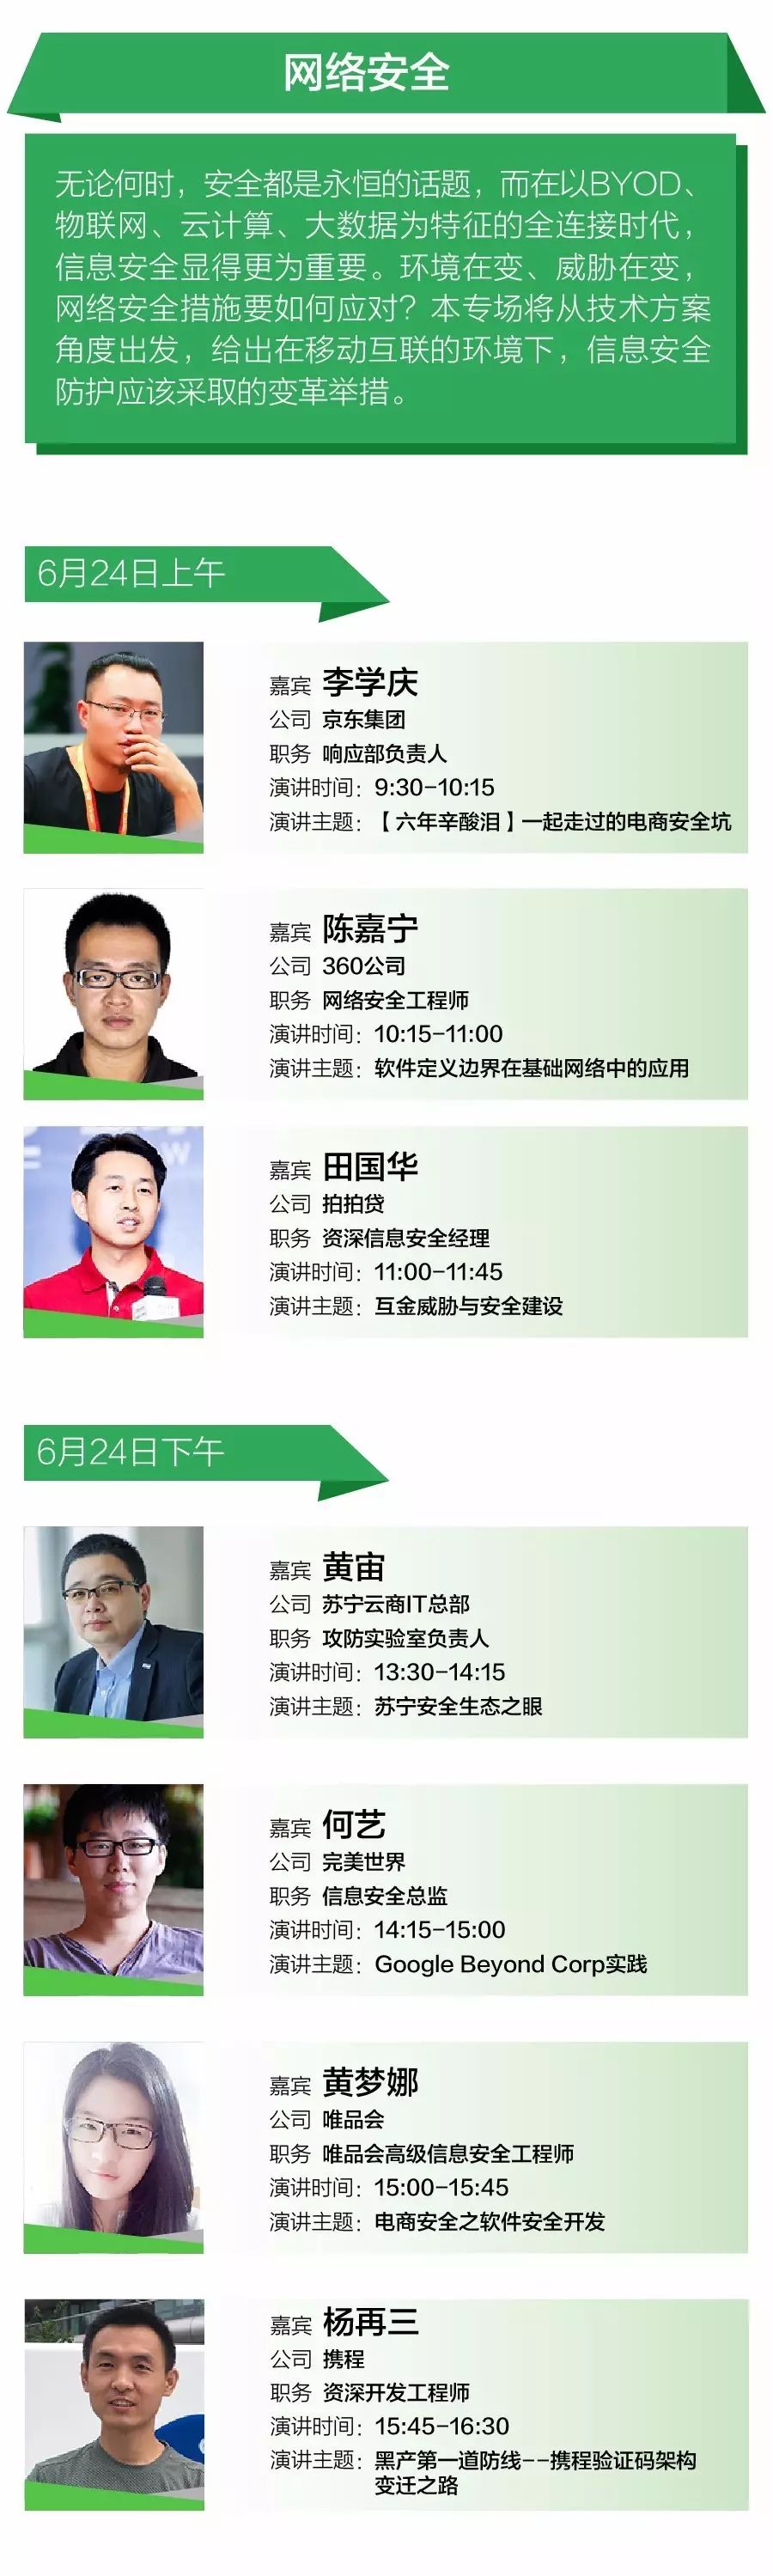 网络安全
无论何时，安全都是永恒的话题，而在以BYOD、
物联网、云计算、大数据为特征的全连接时代，
信息安全显得更为重要。环境在变、威胁在变，
网络安全措施要如何应对？本专场将从技术方案
角度出发，给出在移动互联的环境下，信息安全
防护应该采取的变革举措。
6月24日上午
嘉宾 李学庆
公司 京东集团
职务 响应部负责人
演讲时间：9:30-10:15
演讲主题：【六年辛酸泪】一起走过的电商安全坑
嘉宾 陈嘉宁
公司 360公司
职务 网络安全工程师
演讲时间：10:15-11:00
演讲主题：软件定义边界在基础网络中的应用
嘉宾 田国华
公司 拍拍贷
职务 资深信息安全经理
演讲时间：11:00-11:45
演讲主题：互金威胁与安全建设
6月24日下午
嘉宾 黄宙
公司 苏宁云商IT总部
职务 攻防实验室负责人
演讲时间：13:30-14:15
演讲主题：苏宁安全生态之眼
嘉宾 何艺
公司 完美世界
职务 信息安全总监
演讲时间：14:15-15:00
演讲主题：Google Beyond Corp实践
嘉宾 黄梦娜
公司 唯品会
职务 唯品会高级信息安全工程师
演讲时间：15:00-15:45
演讲主题：电商安全之软件安全开发
嘉宾 杨再三
公司 携程
职务 资深开发工程师
演讲时间：15:45-16:30
演讲主题：黑产第一道防线--携程验证码架构
变迁之路